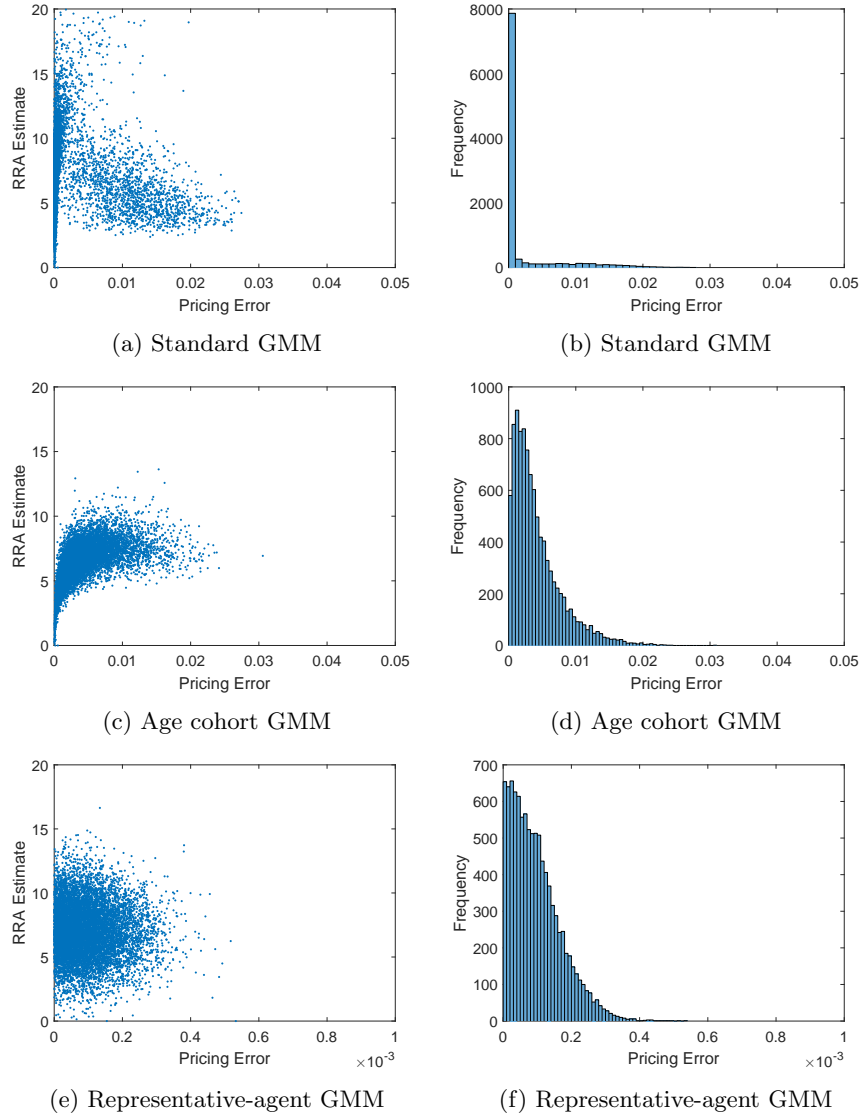 20
15
10
5
0
RRA Estimate
0 0.01 0.02 0.03 0.04 0.05
Pricing Error
(a) Standard GMM
8000
6000
4000
2000
0
Frequency
0 0.01 0.02 0.03 0.04 0.05
Pricing Error
(b) Standard GMM
20
15
10
5
0
RRA Estimate
0 0.01 0.02 0.03 0.04 0.05
Pricing Error
(c) Age cohort GMM
1000
800
600
400
200
0
Frequency
0 0.01 0.02 0.03 0.04 0.05
Pricing Error
(d) Age cohort GMM
20
15
10
5
0
RRA Estimate
0 0.2 0.4 0.6 0.8 1
Pricing Error
×10⁻³
(e) Representative-agent GMM
700
600
500
400
300
200
100
0
Frequency
0 0.2 0.4 0.6 0.8 1
Pricing Error
×10⁻³
(f) Representative-agent GMM